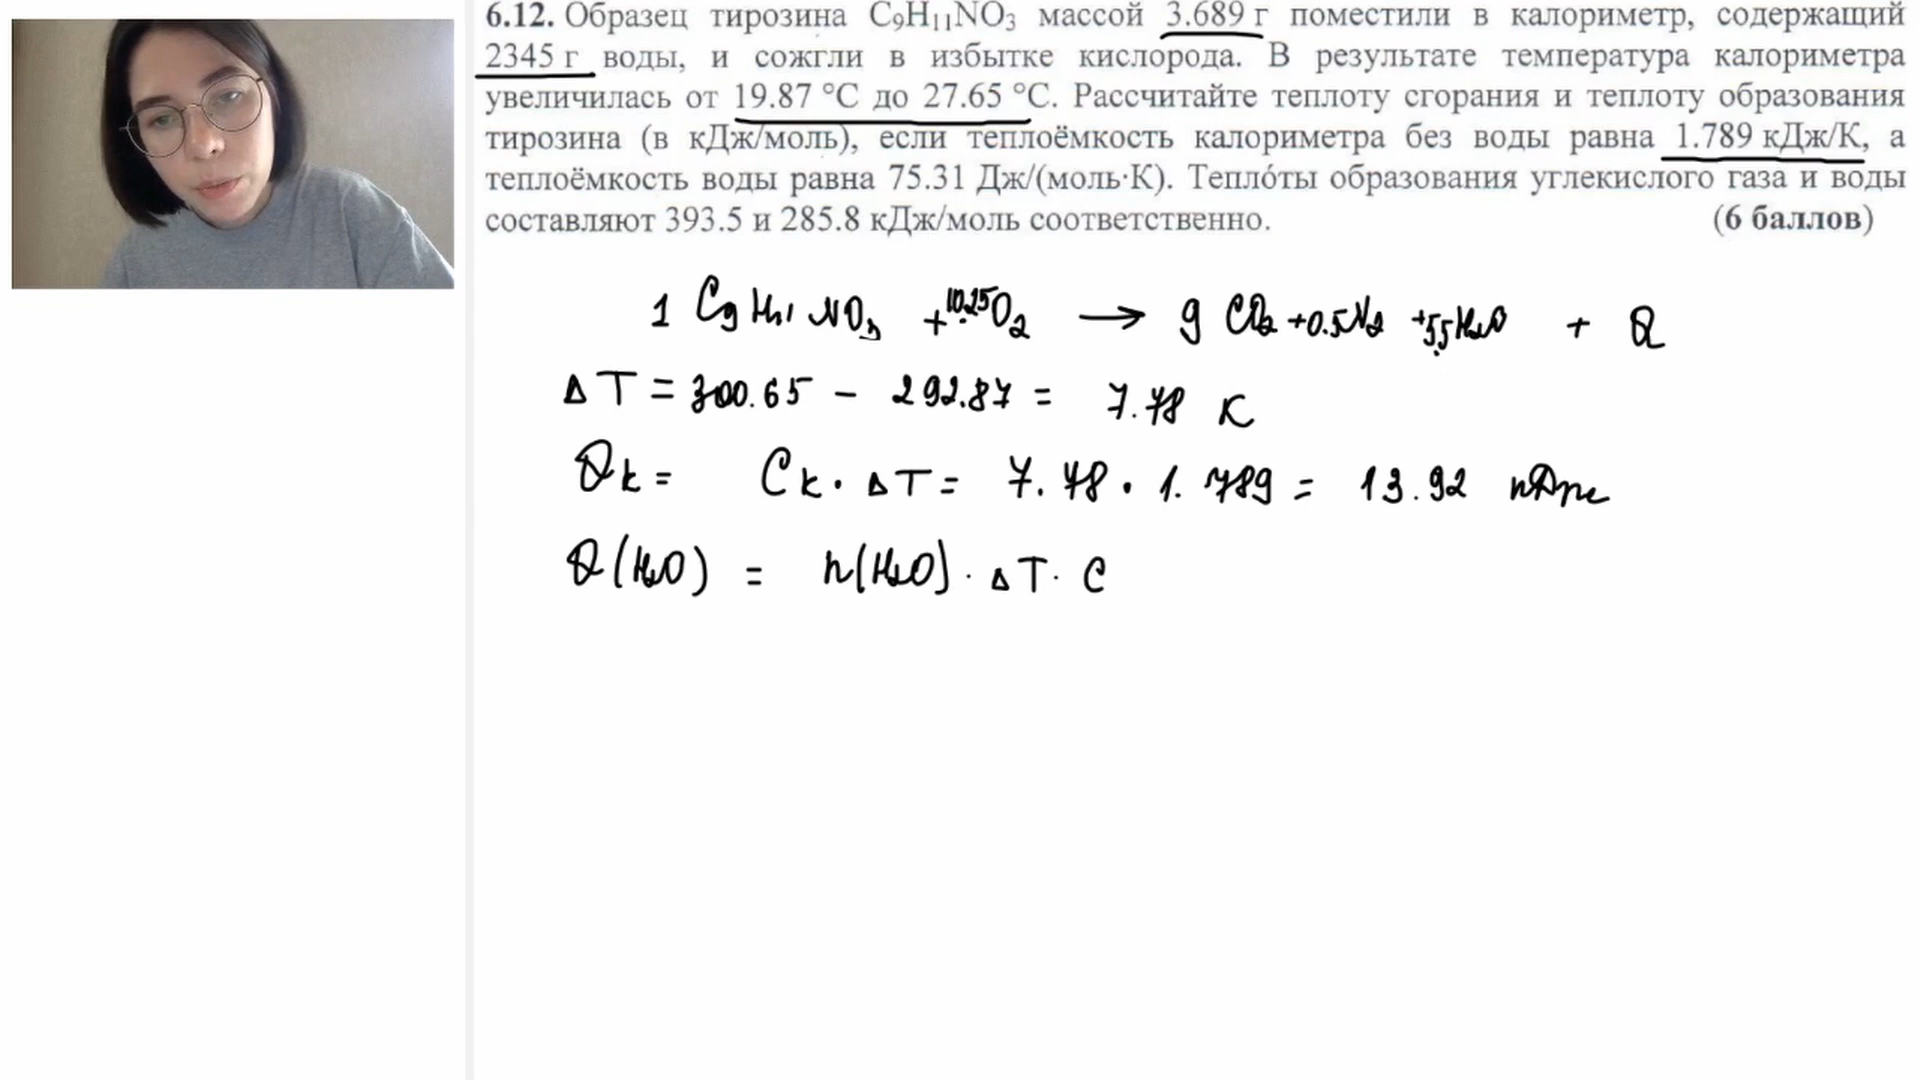 6.12. Образец тирозина C₉H₁₁NO₃ массой 3.689 г поместили в калориметр, содержащий
2345 г воды, и сожгли в избытке кислорода. В результате температура калориметра
увеличилась от 19.87 °C до 27.65 °C. Рассчитайте теплоту сгорания и теплоту образования
тирозина (в кДж/моль), если теплоёмкость калориметра без воды равна 1.789 кДж/К, а
теплоёмкость воды равна 75.31 Дж/(моль·К). Тепло́ты образования углекислого газа и воды
составляют 393.5 и 285.8 кДж/моль соответственно. (6 баллов)
1 C₉H₁₁NO₃ + 10.25O₂ → 9 CO₂ + 0.5N₂ + 5,5H₂O + Q
ΔT = 300.65 - 292.87 = 7.78 K
Qk = Ck · ΔT = 7.78 · 1.789 = 13.92 кДж
Q(H₂O) = n(H₂O) · ΔT · C